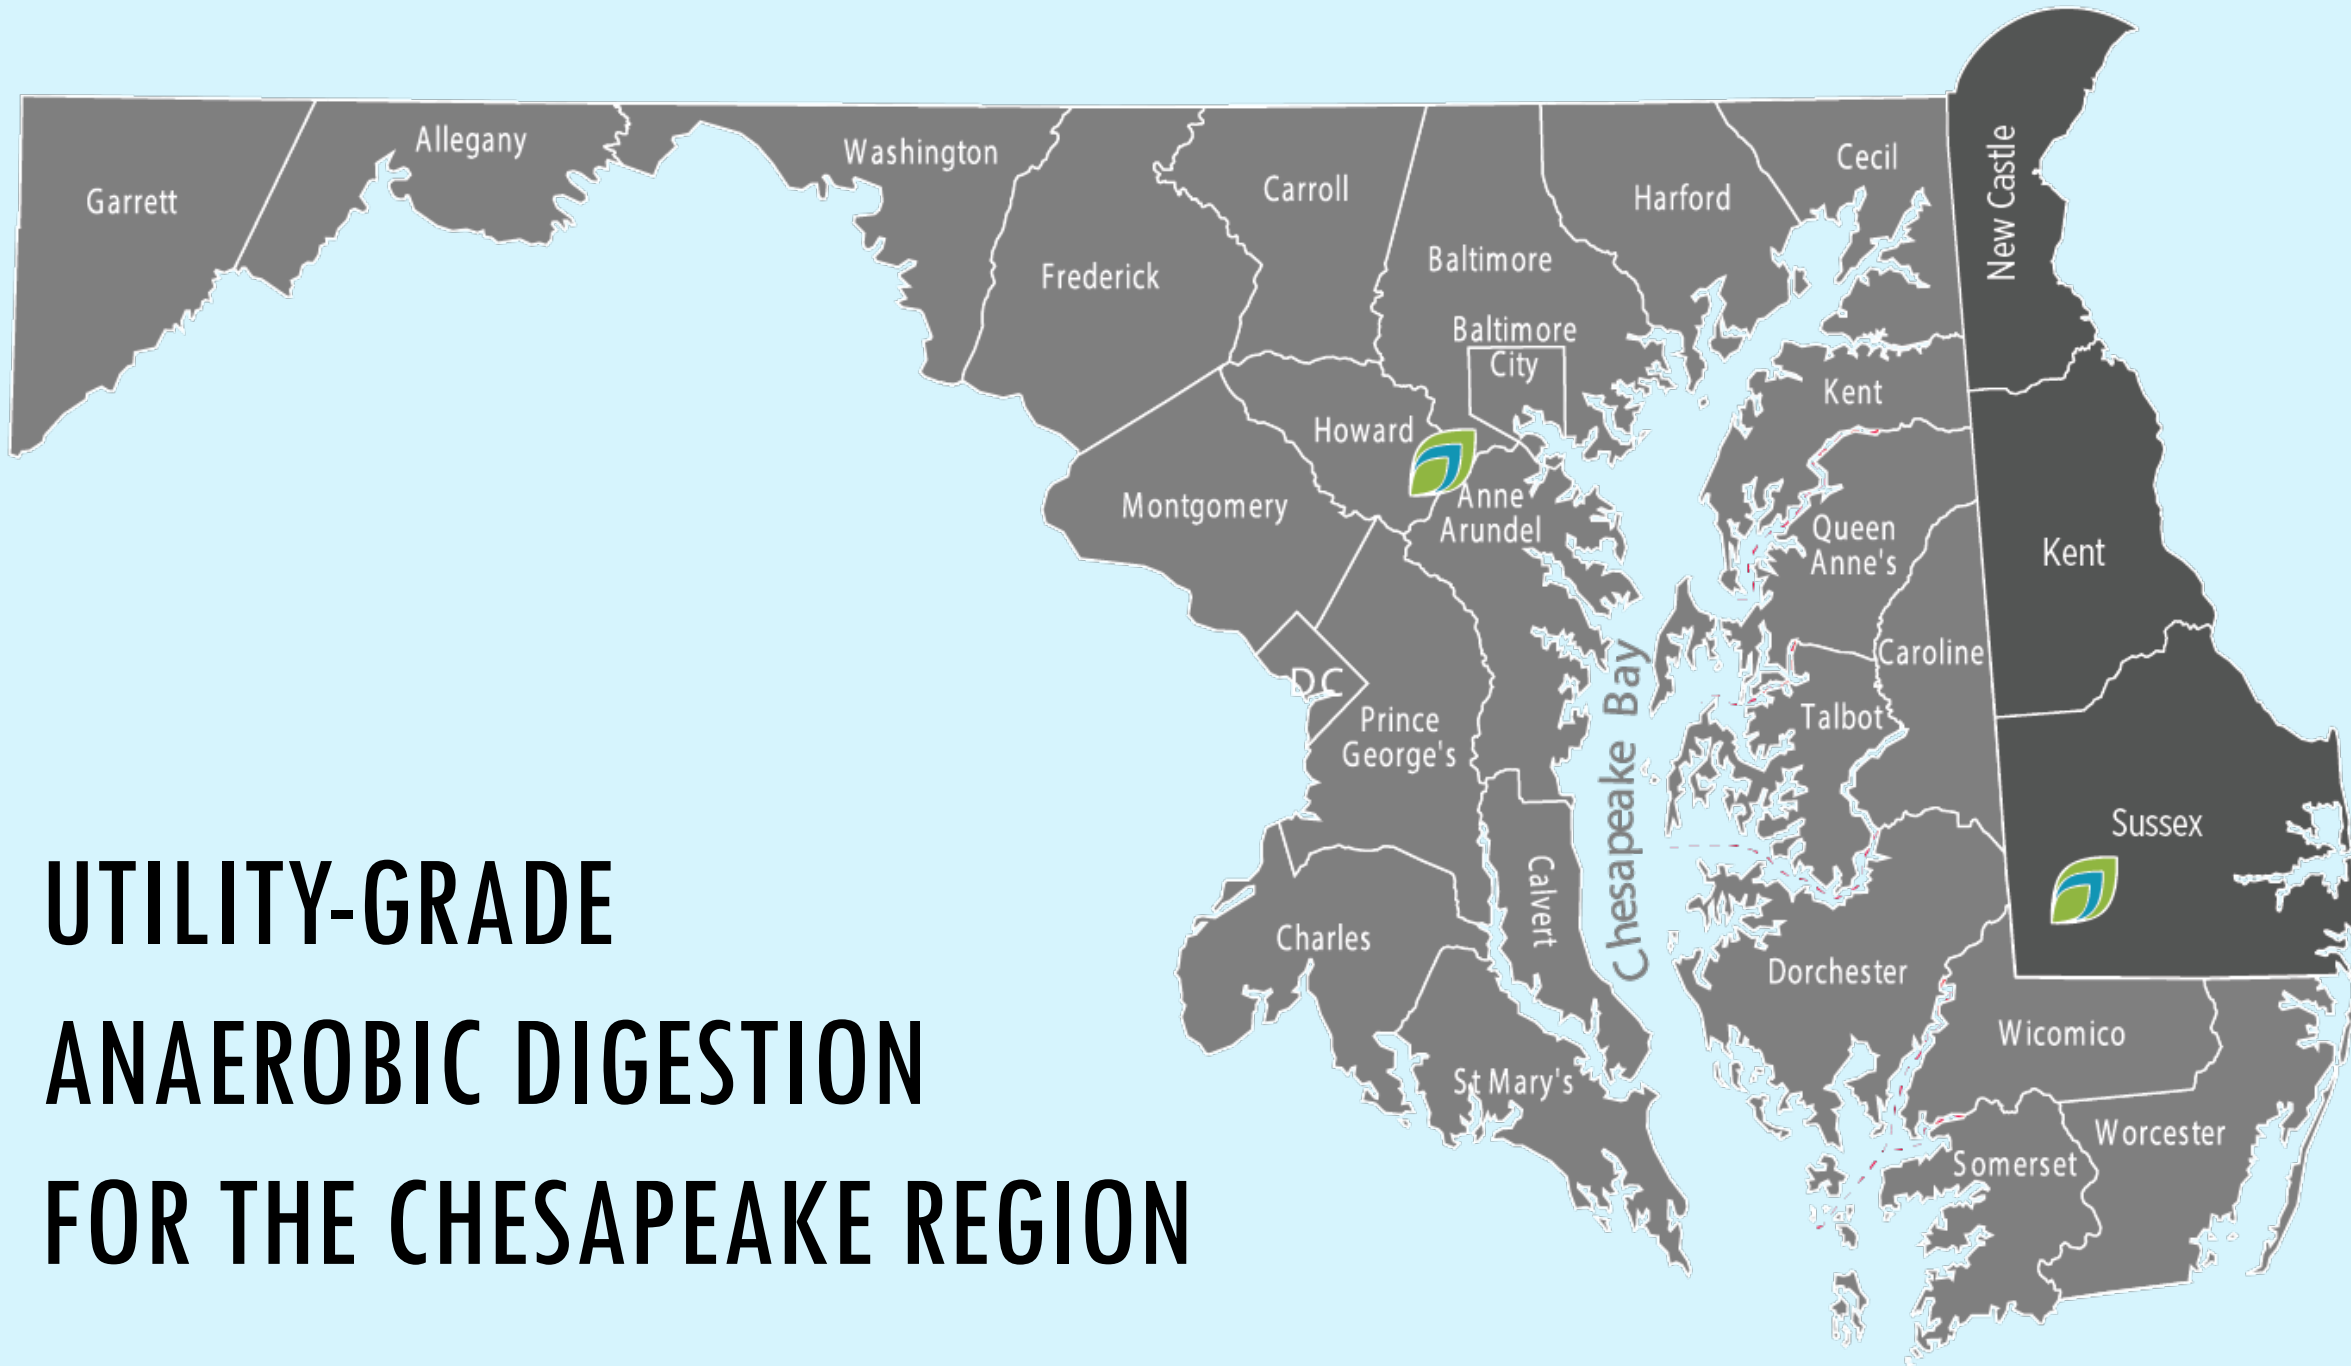 Garrett
Allegany
Washington
Frederick
Carroll
Baltimore
Baltimore
City
Harford
Cecil
New Castle
Kent
Howard
Anne
Arundel
Montgomery
Queen
Anne's
Kent
Caroline
DC
Prince
George's
Talbot
Chesapeake Bay
Sussex
Calvert
Charles
Dorchester
Wicomico
St Mary's
Worcester
Somerset
UTILITY-GRADE
ANAEROBIC DIGESTION
FOR THE CHESAPEAKE REGION